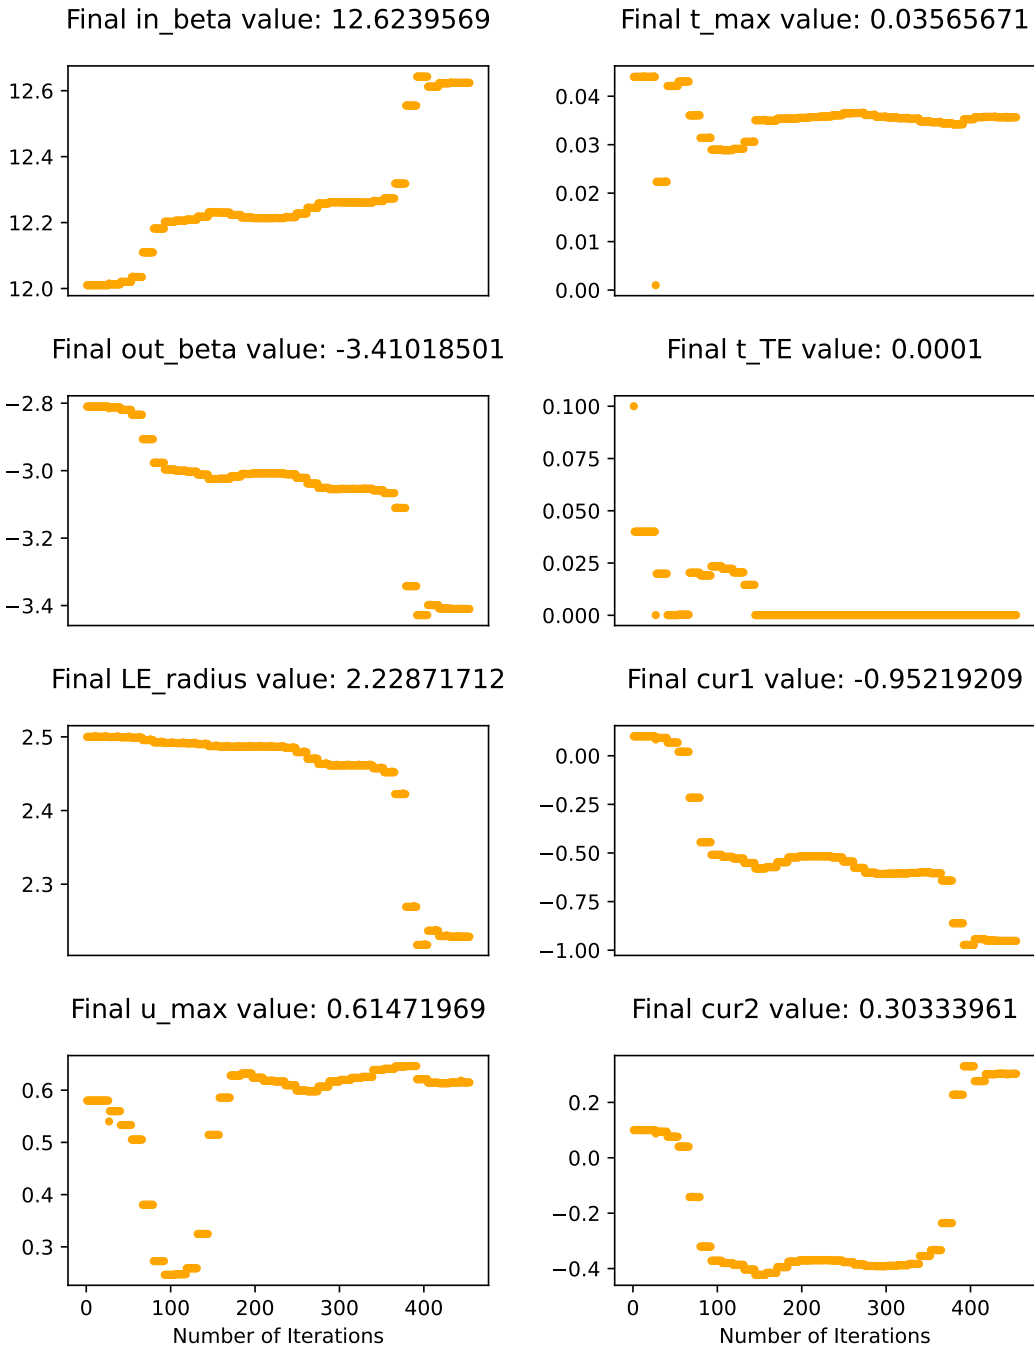 Final in_beta value: 12.6239569
Final t_max value: 0.03565671
12.6
12.4
12.2
12.0
0.04
0.03
0.02
0.01
0.00
Final out_beta value: -3.41018501
Final t_TE value: 0.0001
−2.8
−3.0
−3.2
−3.4
0.100
0.075
0.050
0.025
0.000
Final LE_radius value: 2.22871712
Final cur1 value: -0.95219209
2.5
2.4
2.3
0.00
−0.25
−0.50
−0.75
−1.00
Final u_max value: 0.61471969
Final cur2 value: 0.30333961
0.6
0.5
0.4
0.3
0 100 200 300 400
Number of Iterations
0.2
0.0
−0.2
−0.4
0 100 200 300 400
Number of Iterations